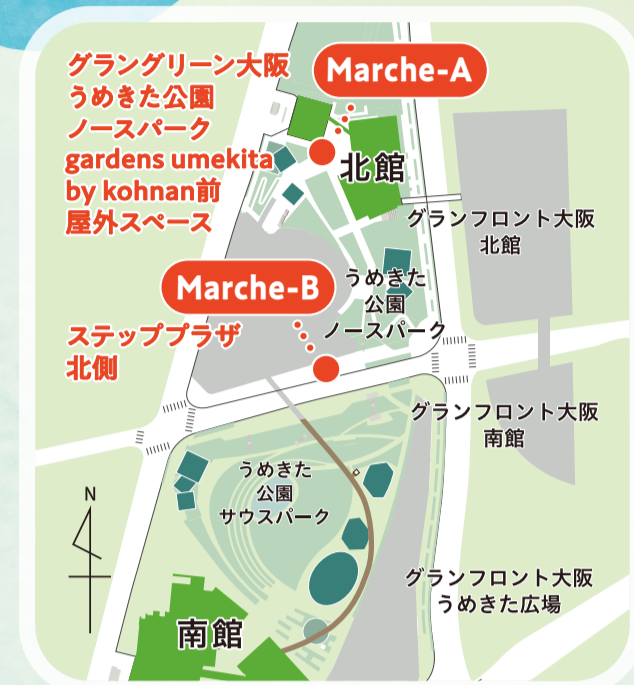 グラングリーン大阪
うめきた公園
ノースパーク
gardens umekita
by kohnan前
屋外スペース
Marche-A
北館
グランフロント大阪
北館
Marche-B
うめきた
公園
ノースパーク
ステッププラザ
北側
グランフロント大阪
南館
うめきた
公園
サウスパーク
N
グランフロント大阪
うめきた広場
南館